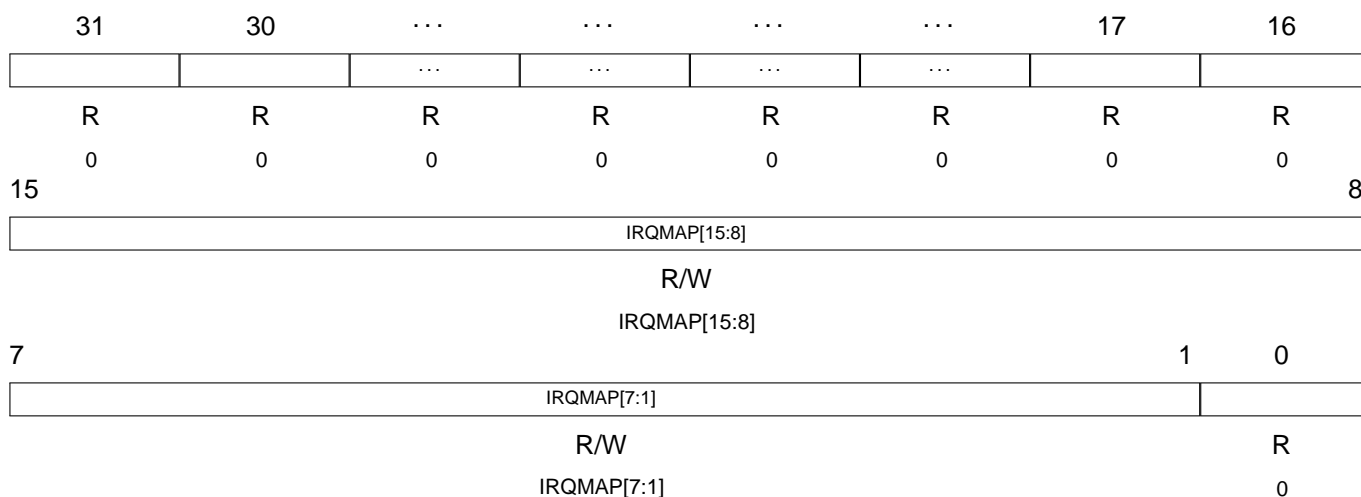 31 30 ... ... ... ... 17 16
... ... ... ...
R R R R R R R R
0 0 0 0 0 0 0 0
15 8
IRQMAP[15:8]
R/W
IRQMAP[15:8]
7 1 0
IRQMAP[7:1]
R/W R
IRQMAP[7:1] 0